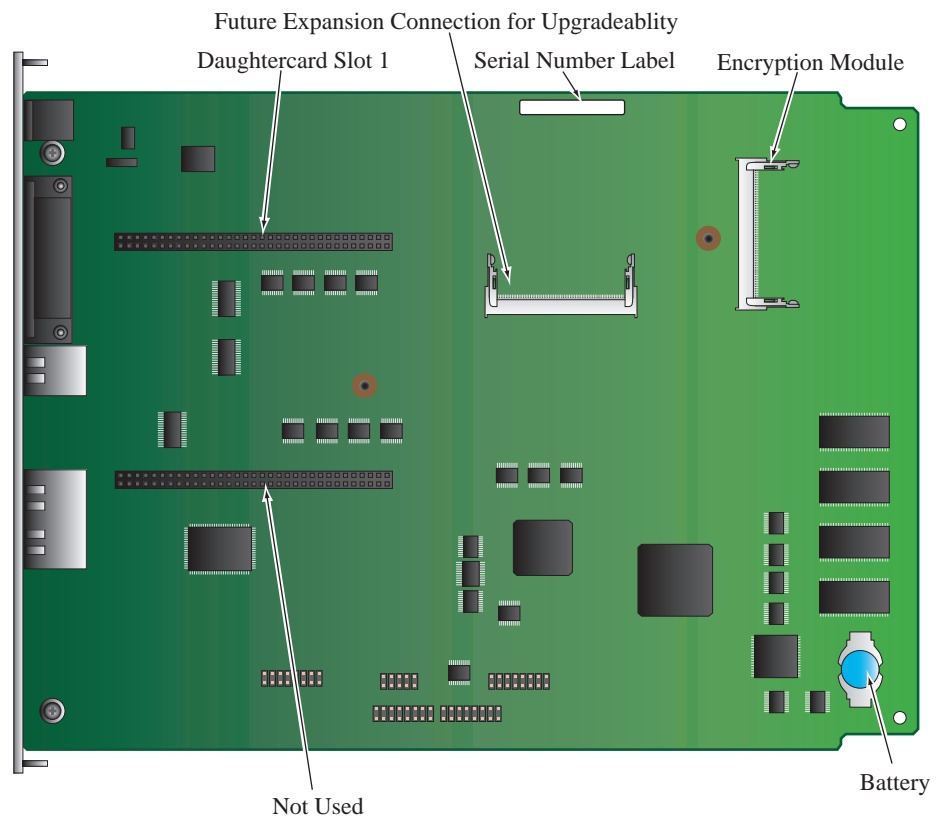 Future Expansion Connection for Upgradeablity
Daughtercard Slot 1
Serial Number Label
Encryption Module
Battery
Not Used